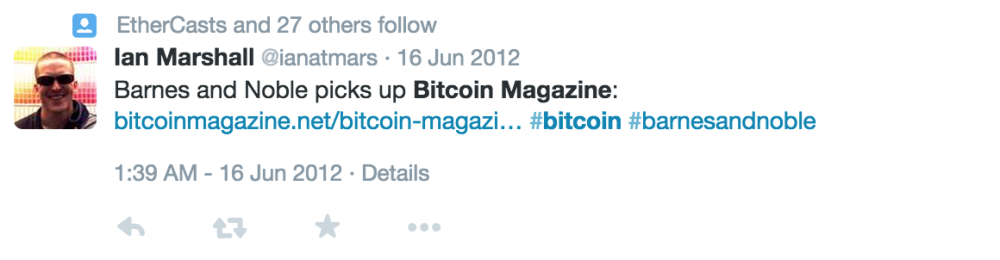 EtherCasts and 27 others follow
Ian Marshall @ianatmars · 16 Jun 2012
Barnes and Noble picks up Bitcoin Magazine:
bitcoinmagazine.net/bitcoin-magazi… #bitcoin #barnesandnoble
1:39 AM - 16 Jun 2012 · Details